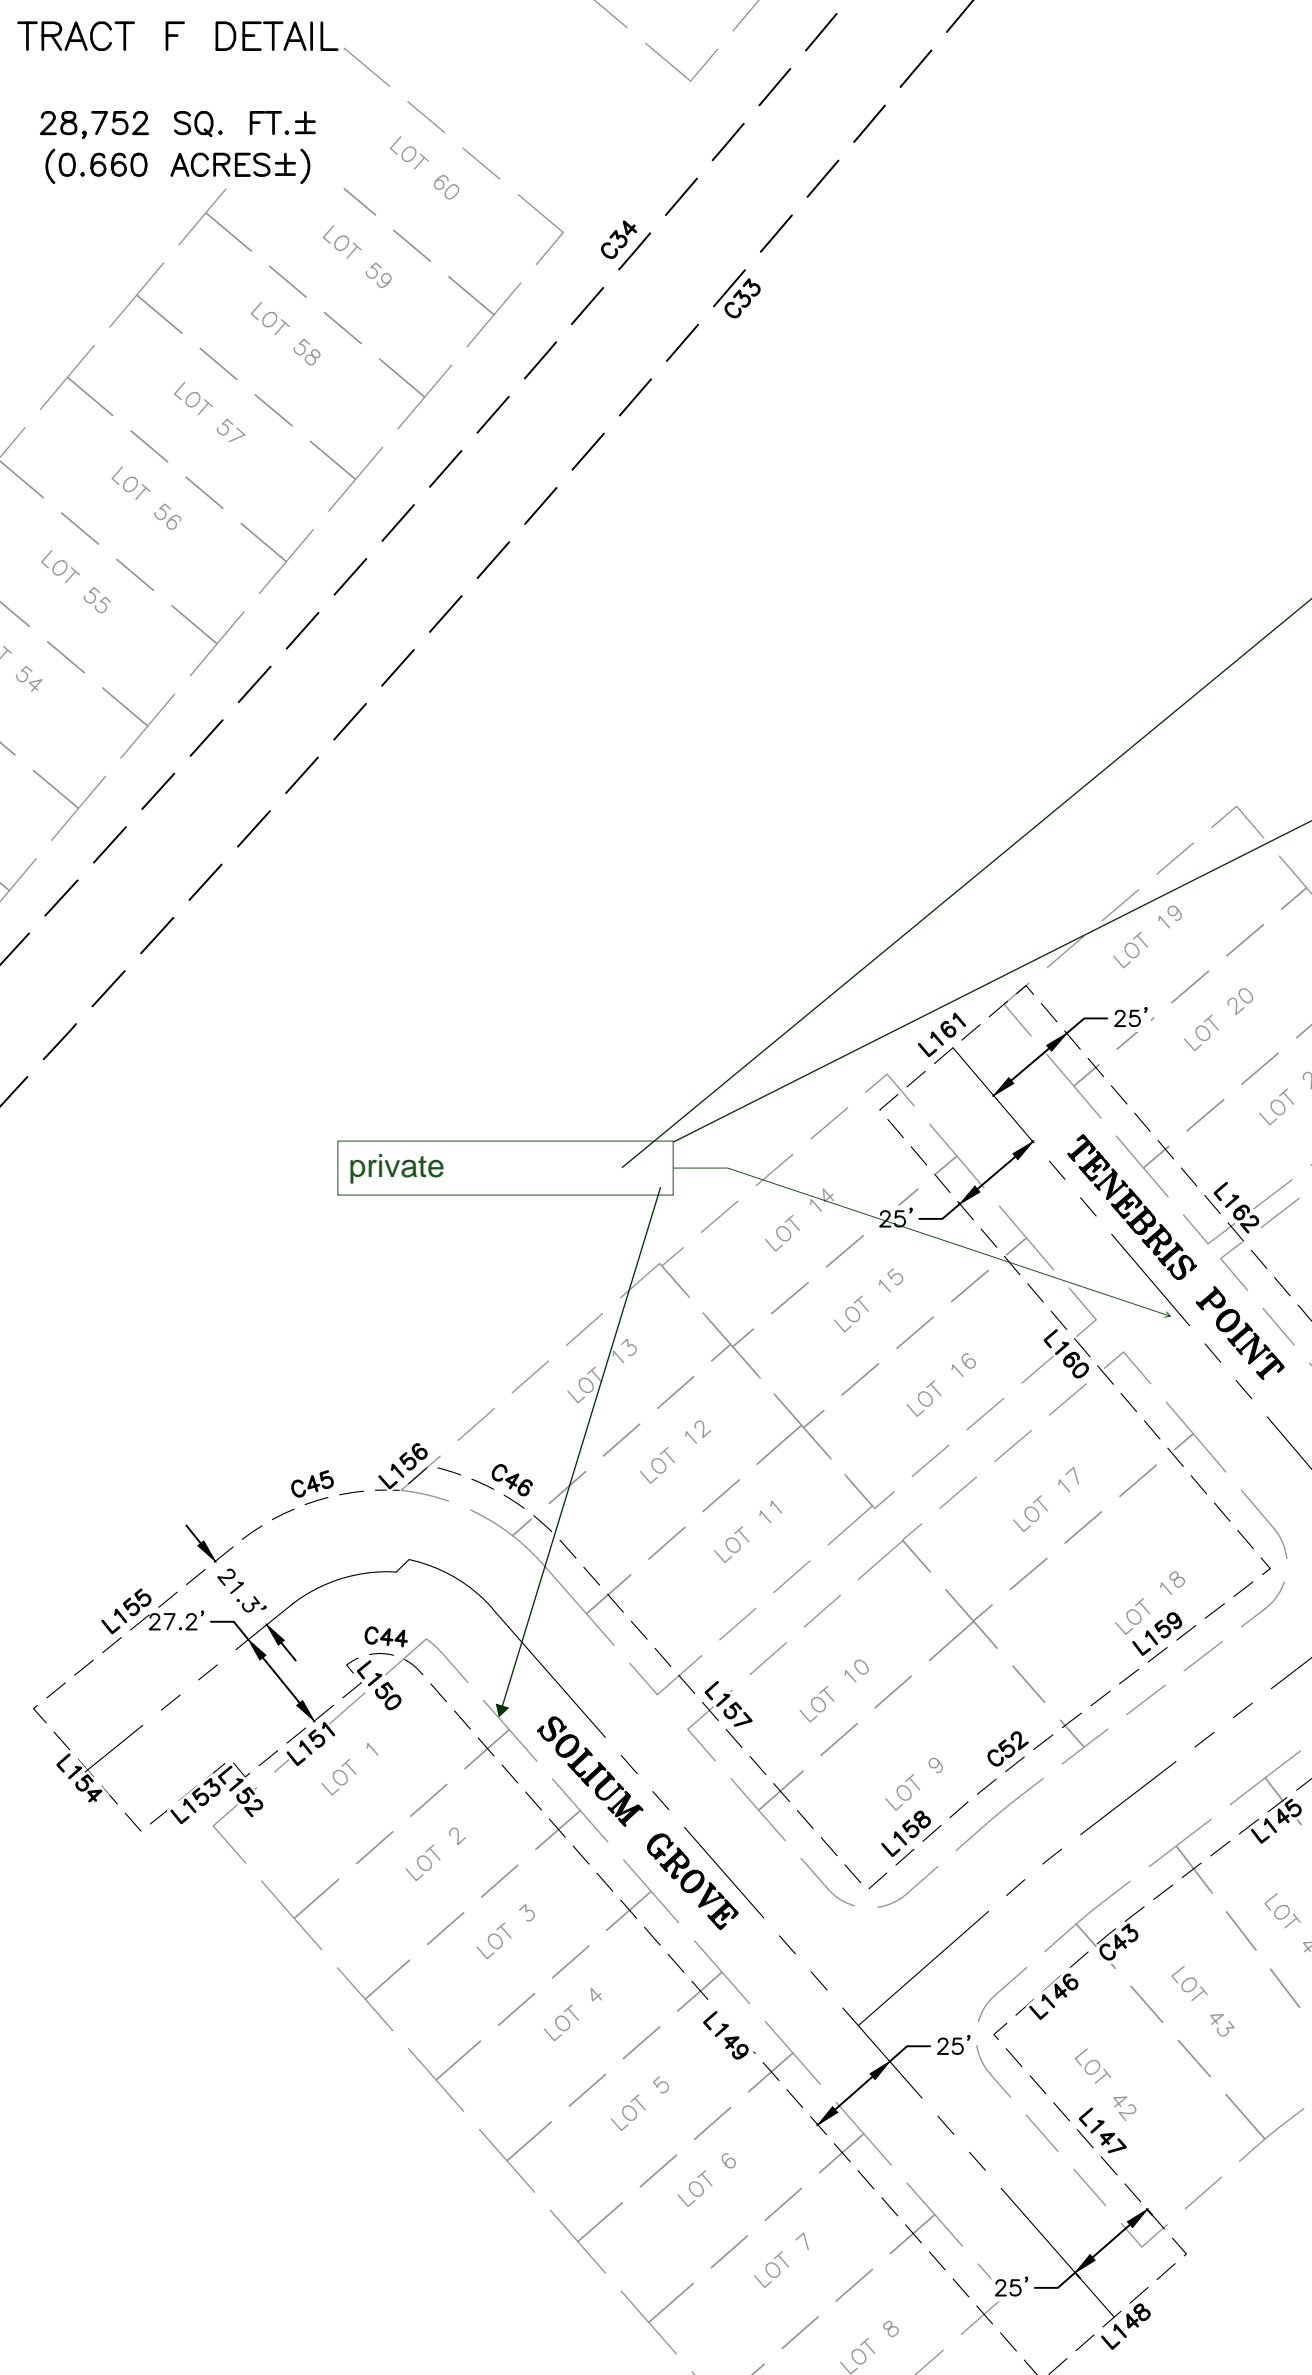 TRACT F DETAIL
28,752 SQ. FT.±
(0.660 ACRES±)
LOT 60
LOT 59
LOT 58
LOT 57
LOT 56
LOT 55
54
C34
C33
LOT 19
LOT 20
LOT
L161
25'
25'
TENEBRIS POINT
L162
L160
private
LOT 14
LOT 15
LOT 16
LOT 17
LOT 18
LOT 13
LOT 12
LOT 11
LOT 10
LOT 9
L156
C45
C46
L155
21.3'
27.2'
C44
L150
L151
L152
L153
L154
L157
L159
C52
L158
SOLIUM GROVE
LOT 1
LOT 2
LOT 3
LOT 4
LOT 5
LOT 6
LOT 7
LOT 8
L149
L145
C43
L146
LOT
LOT 43
LOT 42
L147
25'
25'
L148